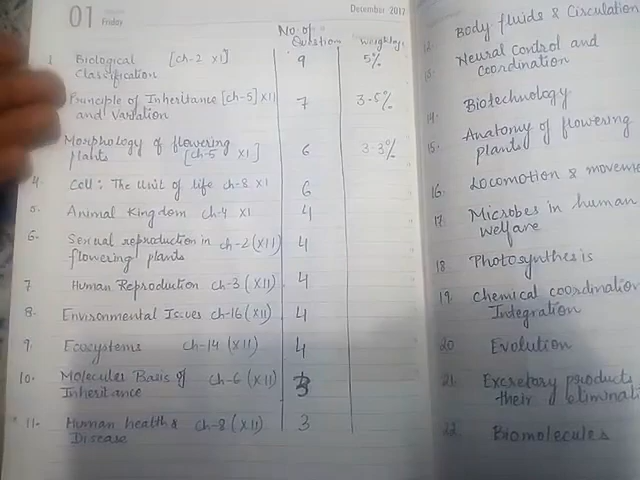 01 Friday
December 2017
No. of Question
Weightage
1 Biological [ch-2 XI] 9 5%
Classification
Principle of Inheritance [ch-5] XII 7 3.5%
and Variation
Morphology of flowering 6 3.3%
plants [ch-5 XI]
4. Cell: The Unit of life ch-8 XI 6
5. Animal Kingdom ch-4 XI 4
6. Sexual reproduction in ch-2 (XII) 4
flowering plants
7 Human Reproduction ch-3 (XII) 4
8. Environmental Issues ch-16 (XII) 4
9. Ecosystems ch-14 (XII) 4
10. Molecular Basis of ch-6 (XII) 3
Inheritance
11. Human health & ch-8 (XII) 3
Disease
12. Body fluids & Circulation
13. Neural control and
coordination
14. Biotechnology
15. Anatomy of flowering
plants
16. Locomotion & moveme
17. Microbes in human
welfare
18 Photosynthesis
19. Chemical coordination
Integration
20 Evolution
21. Excretory products
their eliminati
22 Biomolecules